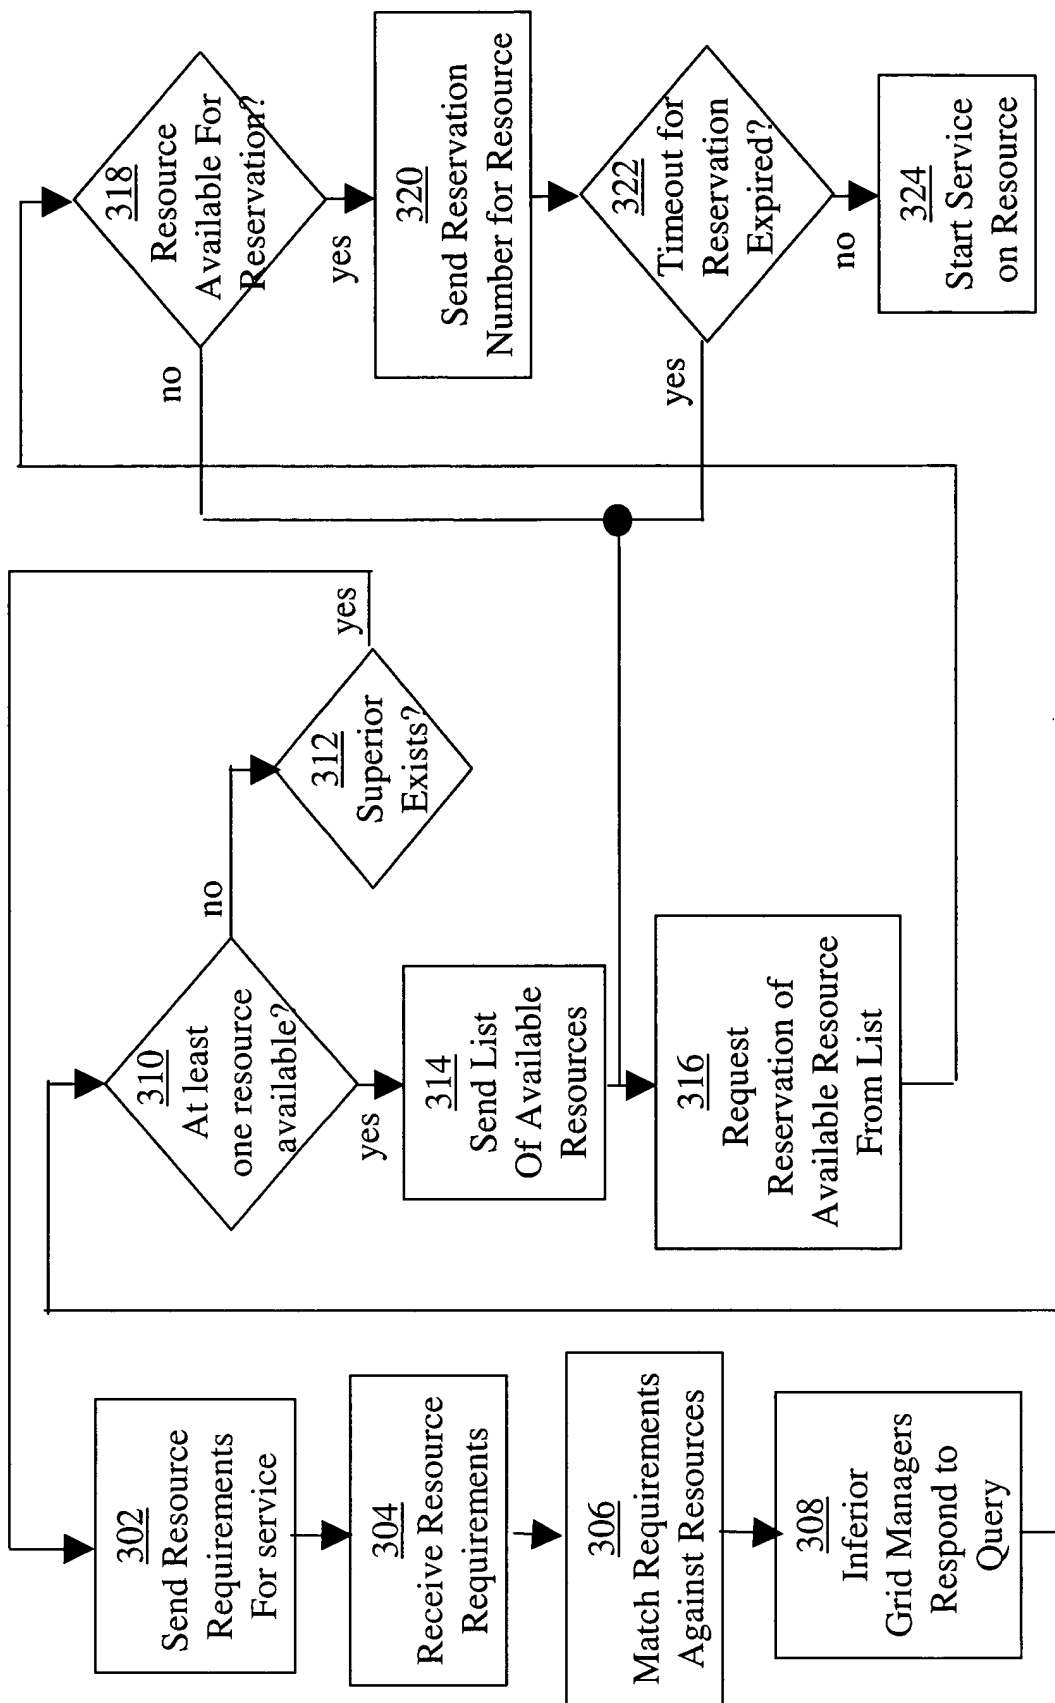 302
Send Resource
Requirements
For service
304
Receive Resource
Requirements
306
Match Requirements
Against Resources
308
Inferior
Grid Managers
Respond to
Query
310
At least
one resource
available?
no
yes
312
Superior
Exists?
yes
314
Send List
Of Available
Resources
316
Request
Reservation of
Available Resource
From List
318
Resource
Available For
Reservation?
no
yes
320
Send Reservation
Number for Resource
322
Timeout for
Reservation
Expired?
yes
no
324
Start Service
on Resource